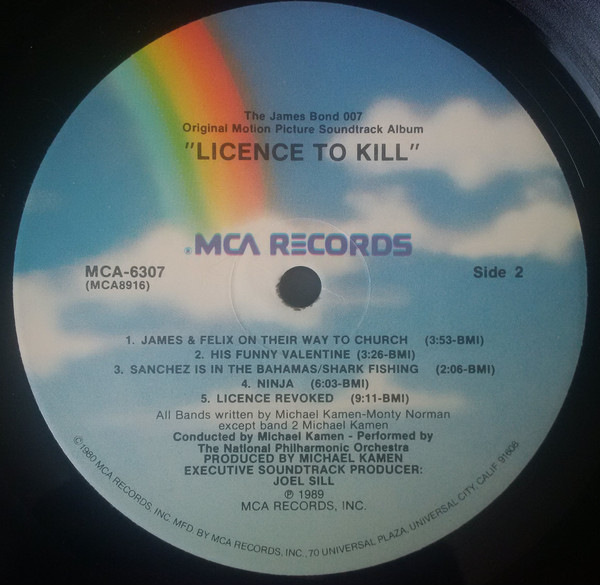 The James Bond 007
Original Motion Picture Soundtrack Album
"LICENCE TO KILL"
® MCA RECORDS
MCA-6307
(MCA8916)
Side 2
1. JAMES & FELIX ON THEIR WAY TO CHURCH (3:53-BMI)
2. HIS FUNNY VALENTINE (3:26-BMI)
3. SANCHEZ IS IN THE BAHAMAS/SHARK FISHING (2:06-BMI)
4. NINJA (6:03-BMI)
5. LICENCE REVOKED (9:11-BMI)
All Bands written by Michael Kamen-Monty Norman
except band 2 Michael Kamen
Conducted by Michael Kamen - Performed by
The National Philharmonic Orchestra
PRODUCED BY MICHAEL KAMEN
EXECUTIVE SOUNDTRACK PRODUCER:
JOEL SILL
℗ 1989
MCA RECORDS, INC.
©1980 MCA RECORDS, INC. MFD. BY MCA RECORDS, INC., 70 UNIVERSAL PLAZA, UNIVERSAL CITY, CALIF. 91608